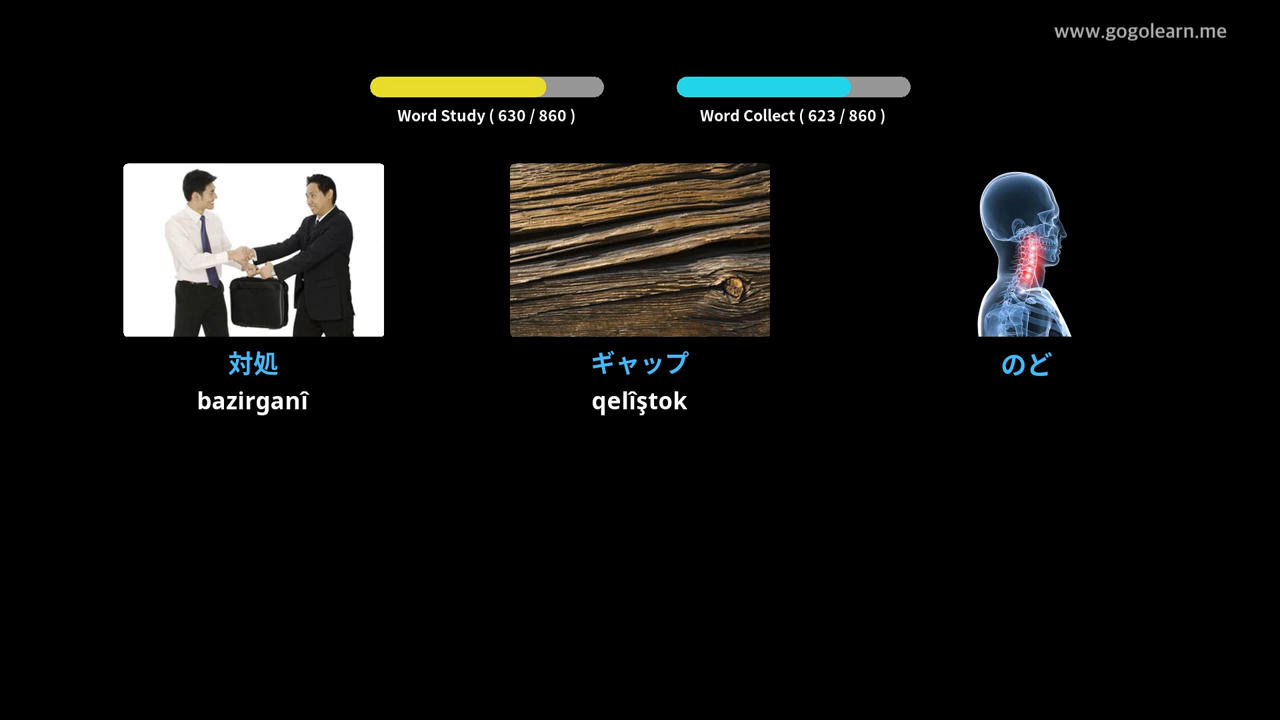 www.gogolearn.me
Word Study ( 630 / 860 )
Word Collect ( 623 / 860 )
対処
ギャップ
のど
bazirganî
qelîştok